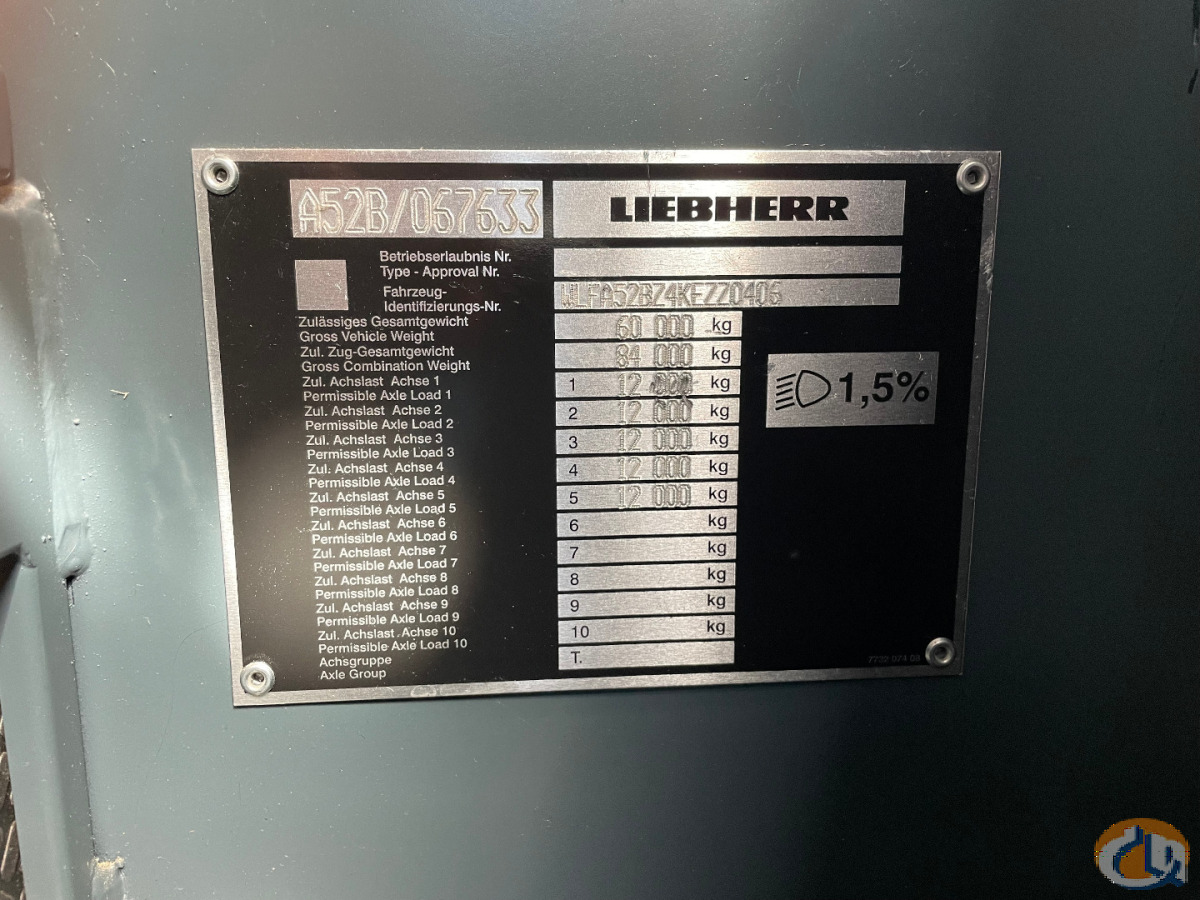 A52B/067633
LIEBHERR
Betriebserlaubnis Nr.
Type - Approval Nr.
Fahrzeug-
Identifizierungs-Nr.
WLFA52BZ4KEZZ0406
Zulässiges Gesamtgewicht
Gross Vehicle Weight
60 000 kg
Zul. Zug-Gesamtgewicht
Gross Combination Weight
84 000 kg
Zul. Achslast Achse 1
Permissible Axle Load 1
1 12 000 kg
Zul. Achslast Achse 2
Permissible Axle Load 2
2 12 000 kg
Zul. Achslast Achse 3
Permissible Axle Load 3
3 12 000 kg
Zul. Achslast Achse 4
Permissible Axle Load 4
4 12 000 kg
Zul. Achslast Achse 5
Permissible Axle Load 5
5 12 000 kg
Zul. Achslast Achse 6
Permissible Axle Load 6
6 kg
Zul. Achslast Achse 7
Permissible Axle Load 7
7 kg
Zul. Achslast Achse 8
Permissible Axle Load 8
8 kg
Zul. Achslast Achse 9
Permissible Axle Load 9
9 kg
Zul. Achslast Achse 10
Permissible Axle Load 10
10 kg
Achsgruppe
Axle Group
T.
1,5%